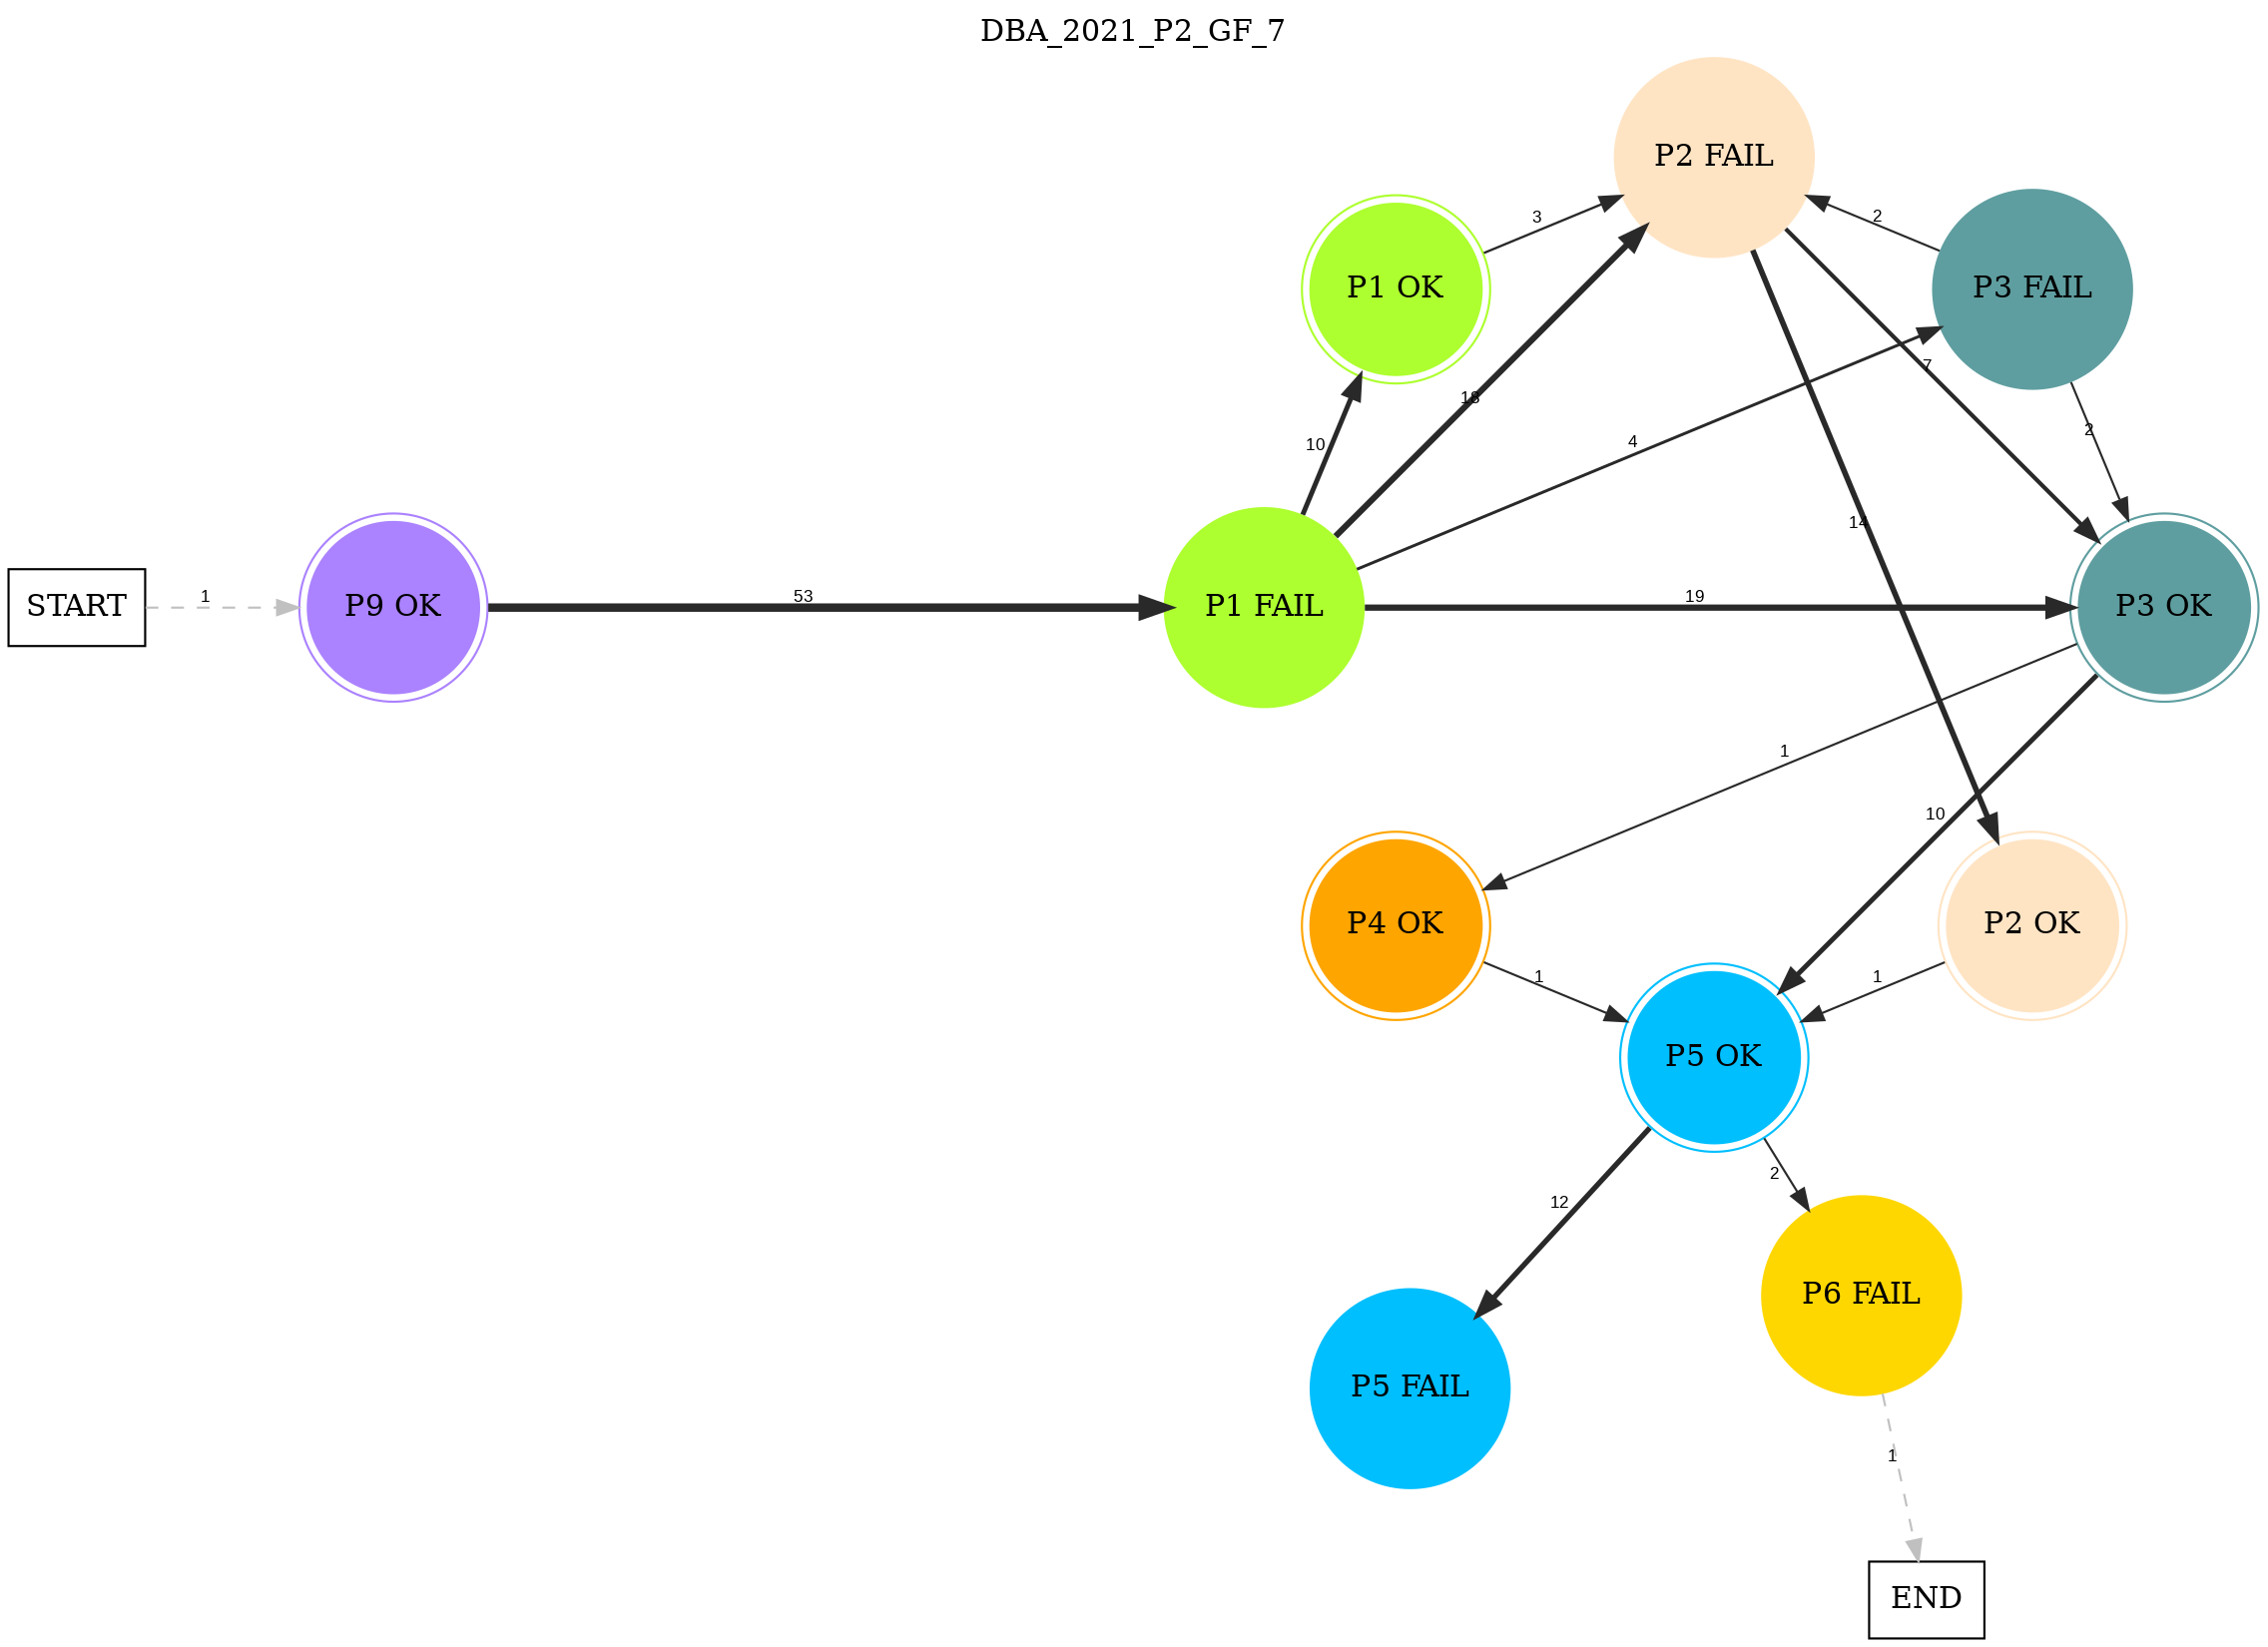 DBA_2021_P2_GF_7
P2 FAIL
3
2
P1 OK
P3 FAIL
7
18
10
4
2
14
START
1
P9 OK
53
P1 FAIL
19
P3 OK
1
10
P4 OK
P2 OK
1
1
P5 OK
2
12
P6 FAIL
P5 FAIL
1
END